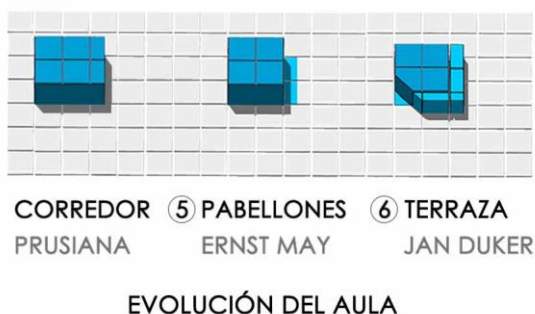 CORREDOR ⑤ PABELLONES ⑥ TERRAZA
PRUSIANA ERNST MAY JAN DUKER
EVOLUCIÓN DEL AULA